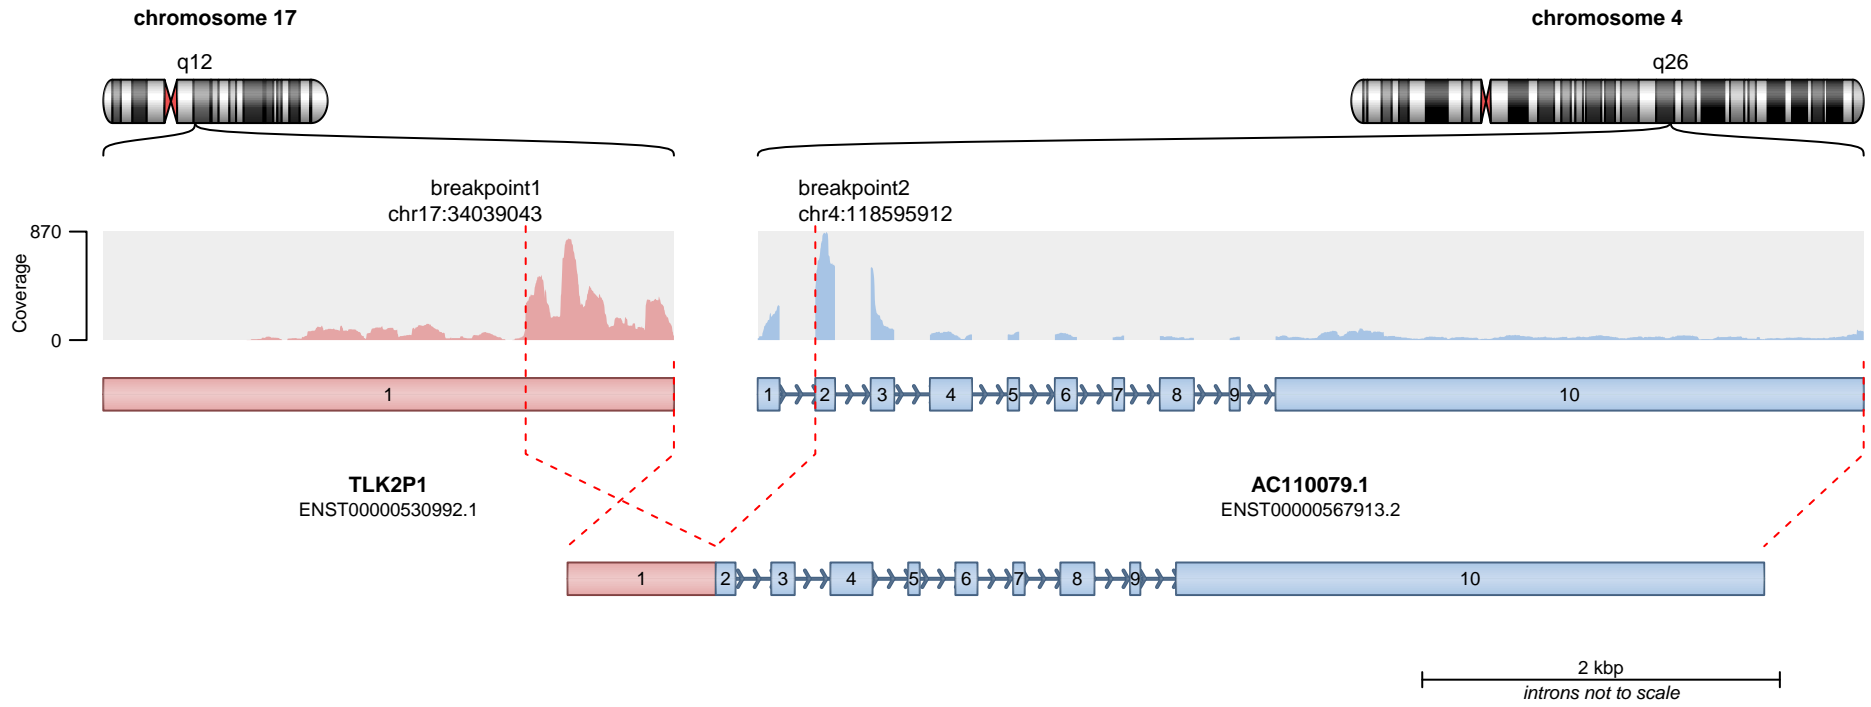 chromosome 17
chromosome 4
q12
q26
breakpoint1
chr17:34039043
breakpoint2
chr4:118595912
870
0
Coverage
1
1 2 3 4 5 6 7 8 9 10
TLK2P1
ENST00000530992.1
AC110079.1
ENST00000567913.2
1 2 3 4 5 6 7 8 9 10
2 kbp
introns not to scale